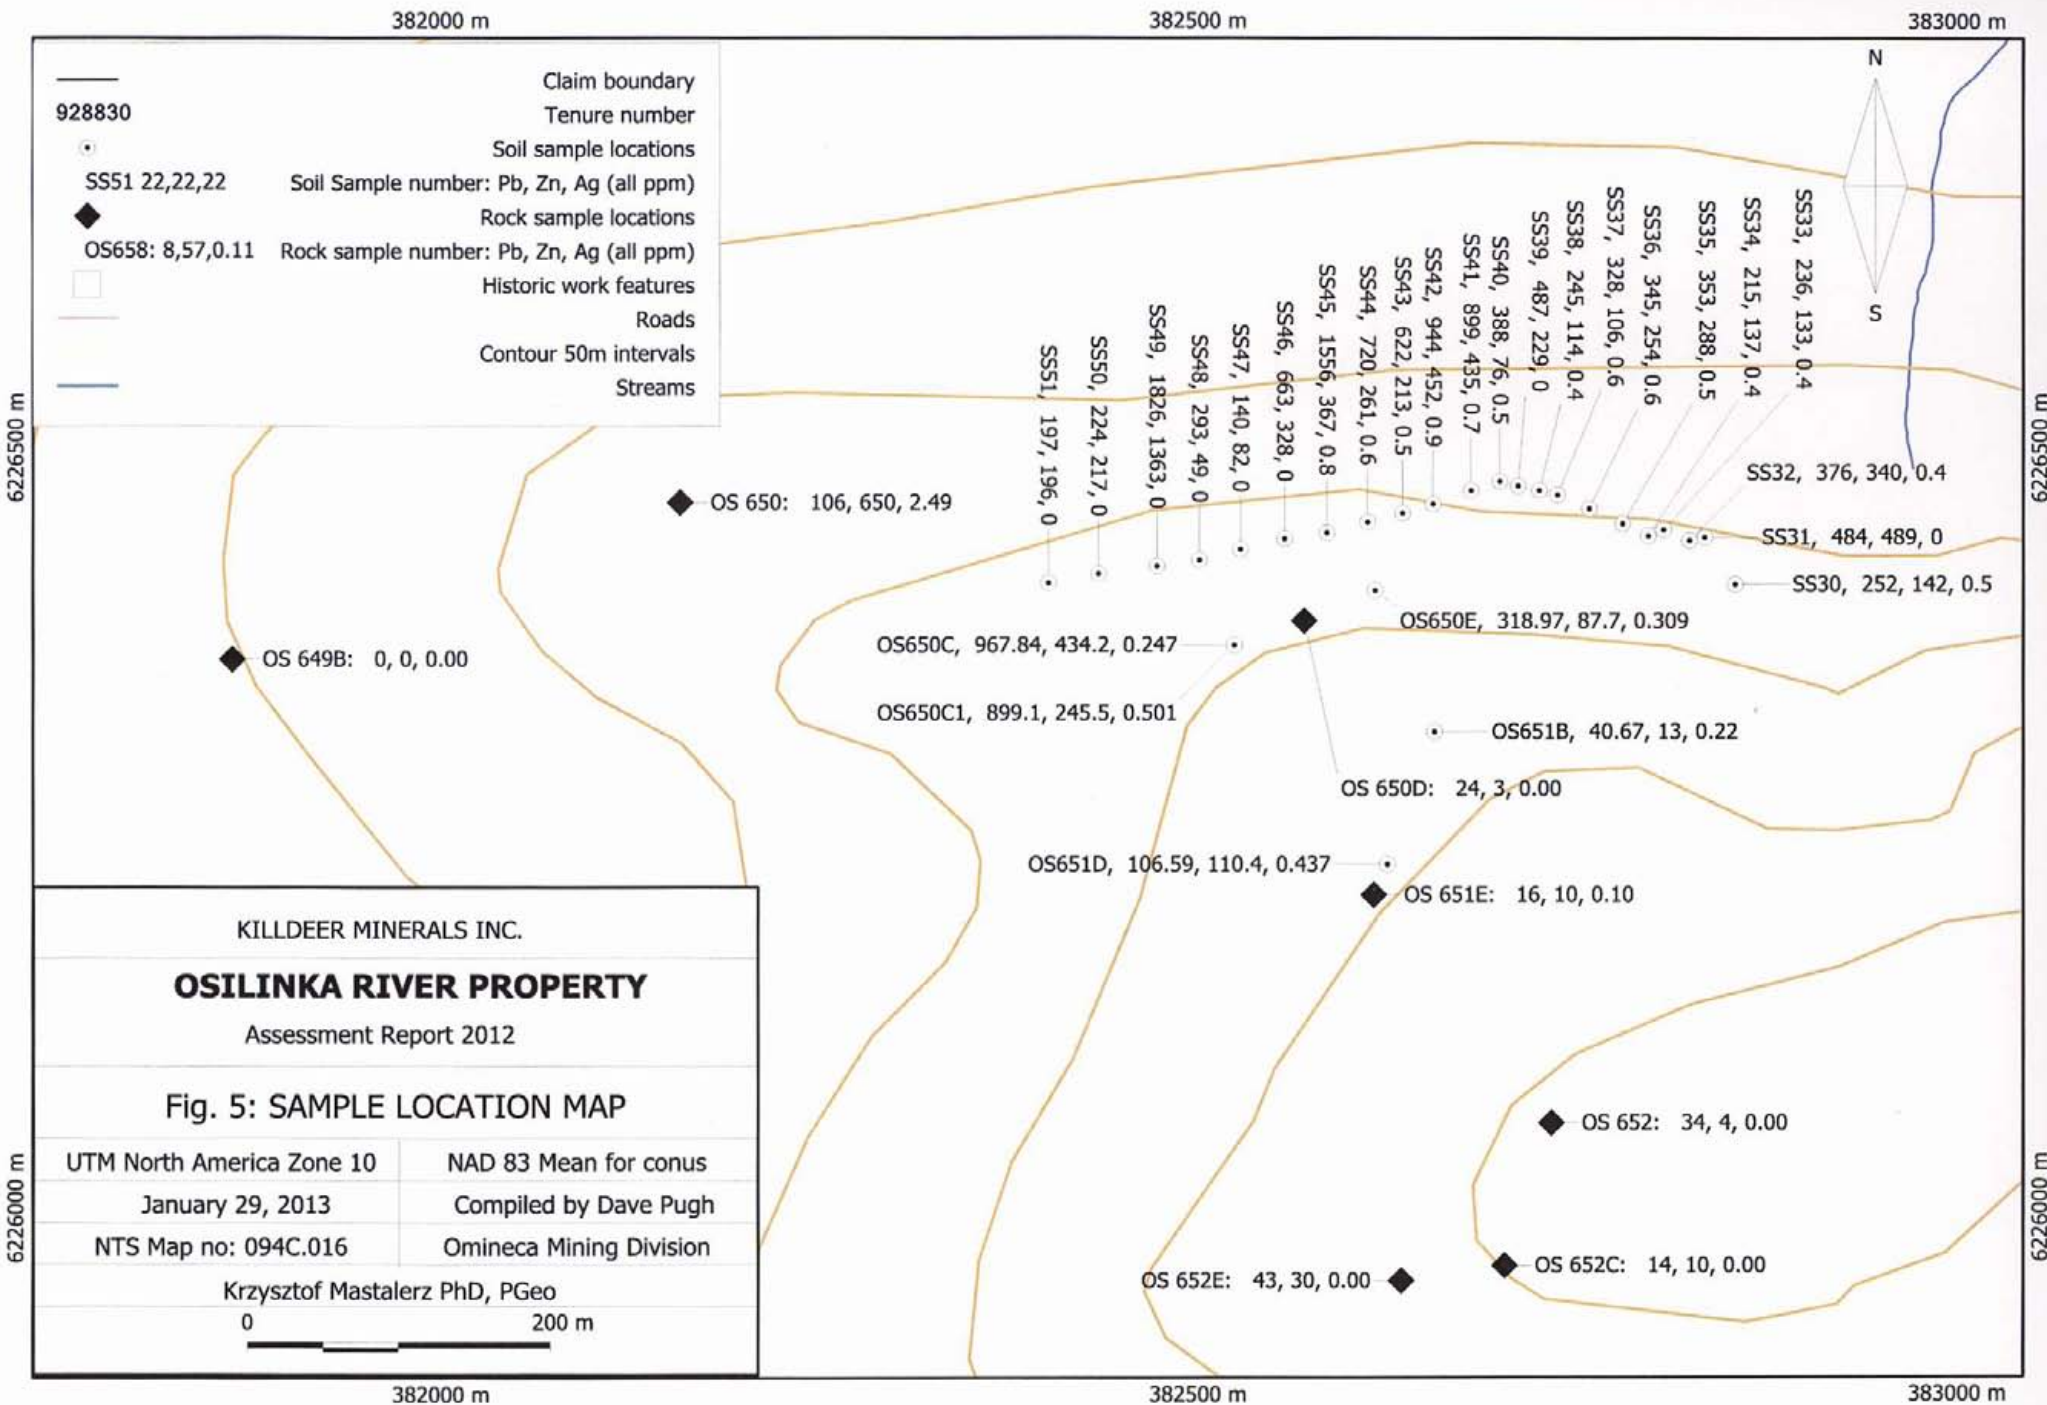 382000 m
382500 m
383000 m
Claim boundary
928830
Tenure number
Soil sample locations
SS51 22,22,22
Soil Sample number: Pb, Zn, Ag (all ppm)
Rock sample locations
OS658: 8,57,0.11
Rock sample number: Pb, Zn, Ag (all ppm)
Historic work features
Roads
Contour 50m intervals
Streams
N
S
6226500 m
6226500 m
SS51, 197, 196, 0
SS50, 224, 217, 0
SS49, 1826, 1363, 0
SS48, 293, 49, 0
SS47, 140, 82, 0
SS46, 663, 328, 0
SS45, 1556, 367, 0.8
SS44, 720, 261, 0.6
SS43, 622, 213, 0.5
SS42, 944, 452, 0.9
SS41, 899, 435, 0.7
SS40, 388, 76, 0.5
SS39, 487, 229, 0
SS38, 245, 114, 0.4
SS37, 328, 106, 0.6
SS36, 345, 254, 0.6
SS35, 353, 288, 0.5
SS34, 215, 137, 0.4
SS33, 236, 133, 0.4
SS32, 376, 340, 0.4
SS31, 484, 489, 0
SS30, 252, 142, 0.5
OS 650: 106, 650, 2.49
OS 649B: 0, 0, 0.00
OS650E, 318.97, 87.7, 0.309
OS650C, 967.84, 434.2, 0.247
OS650C1, 899.1, 245.5, 0.501
OS651B, 40.67, 13, 0.22
OS 650D: 24, 3, 0.00
OS651D, 106.59, 110.4, 0.437
OS 651E: 16, 10, 0.10
OS 652: 34, 4, 0.00
OS 652C: 14, 10, 0.00
OS 652E: 43, 30, 0.00
KILLDEER MINERALS INC.
OSILINKA RIVER PROPERTY
Assessment Report 2012
Fig. 5: SAMPLE LOCATION MAP
UTM North America Zone 10
NAD 83 Mean for conus
January 29, 2013
Compiled by Dave Pugh
NTS Map no: 094C.016
Omineca Mining Division
Krzysztof Mastalerz PhD, PGeo
0
200 m
6226000 m
6226000 m
382000 m
382500 m
383000 m